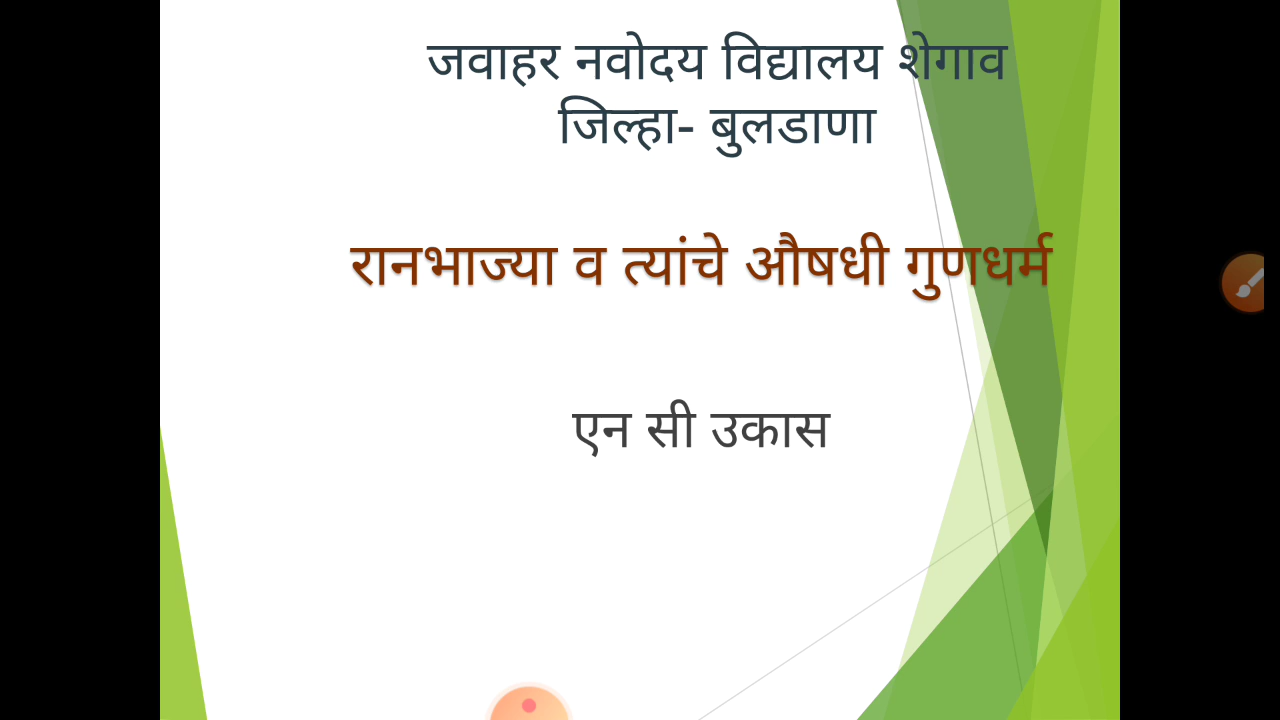 जवाहर नवोदय विद्यालय शेगाव
जिल्हा- बुलडाणा
रानभाज्या व त्यांचे औषधी गुणधर्म
एन सी उकास